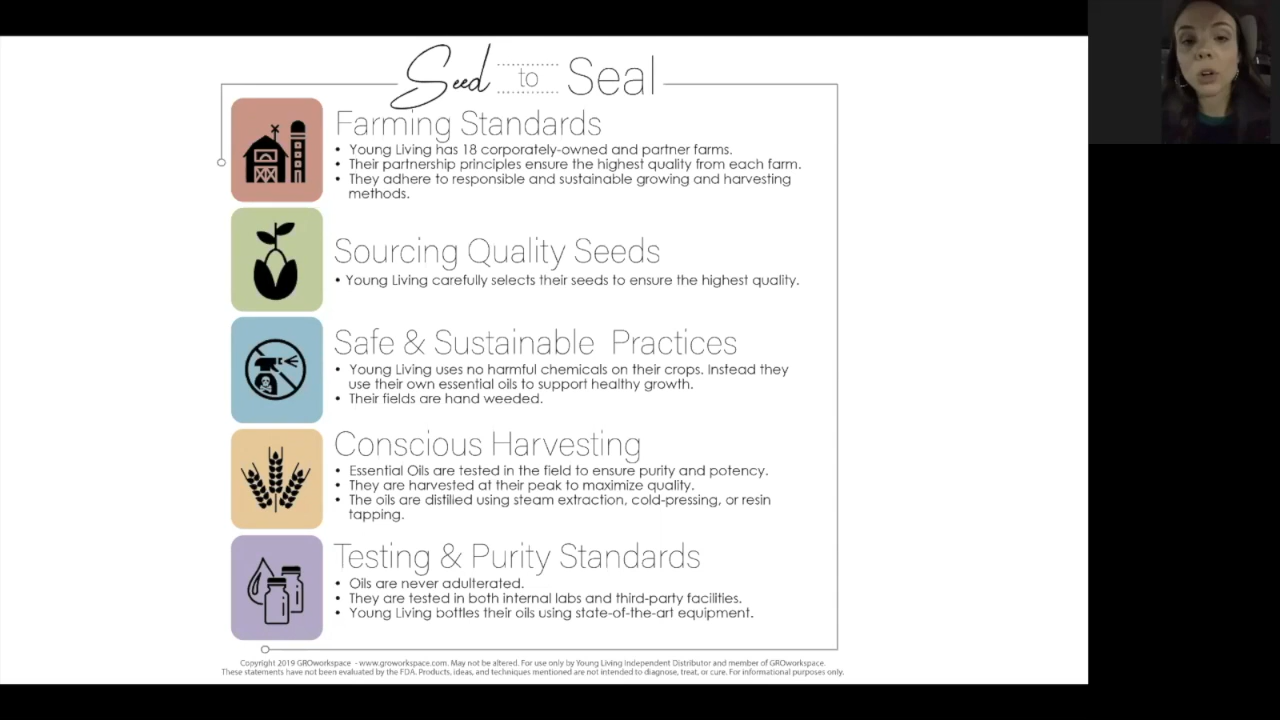 Seed to Seal
Farming Standards
• Young Living has 18 corporately-owned and partner farms.
• Their partnership principles ensure the highest quality from each farm.
• They adhere to responsible and sustainable growing and harvesting
methods.
Sourcing Quality Seeds
• Young Living carefully selects their seeds to ensure the highest quality.
Safe & Sustainable Practices
• Young Living uses no harmful chemicals on their crops. Instead they
use their own essential oils to support healthy growth.
• Their fields are hand weeded.
Conscious Harvesting
• Essential Oils are tested in the field to ensure purity and potency.
• They are harvested at their peak to maximize quality.
• The oils are distilled using steam extraction, cold-pressing, or resin
tapping.
Testing & Purity Standards
• Oils are never adulterated.
• They are tested in both internal labs and third-party facilities.
• Young Living bottles their oils using state-of-the-art equipment.
Copyright 2019 GROworkspace - www.groworkspace.com. May not be altered. For use only by Young Living Independent Distributor and member of GROworkspace.
These statements have not been evaluated by the FDA. Products, ideas, and techniques mentioned are not intended to diagnose, treat, or cure. For informational purposes only.